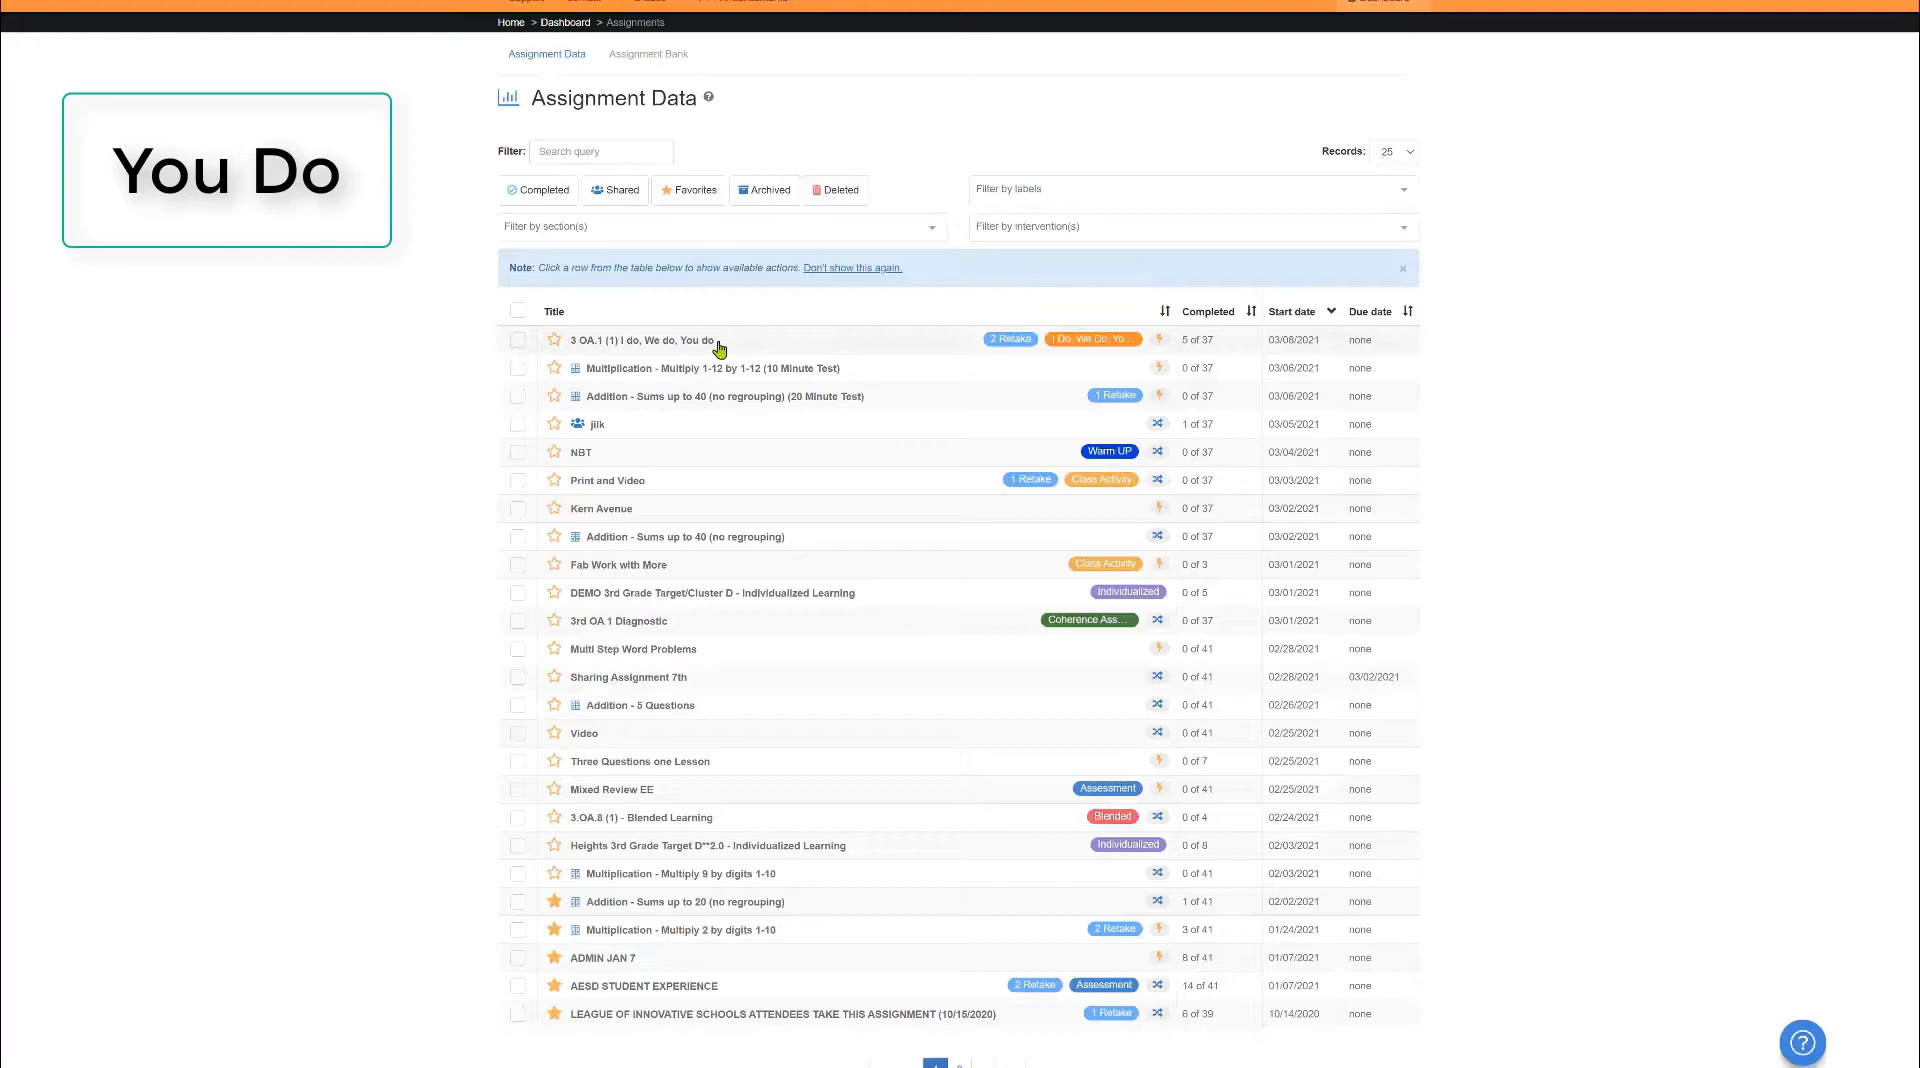 Home > Dashboard > Assignments
Assignment Data Assignment Bank
You Do
Assignment Data
Filter: Search query Records: 25
Completed Shared Favorites Archived Deleted Filter by labels
Filter by section(s) Filter by intervention(s)
Note: Click a row from the table below to show available actions. Don't show this again. ×
Title Completed Start date Due date
3 OA.1 (1) I do, We do, You do 2 Retake I Do, We Do, Yo... 5 of 37 03/08/2021 none
Multiplication - Multiply 1-12 by 1-12 (10 Minute Test) 0 of 37 03/06/2021 none
Addition - Sums up to 40 (no regrouping) (20 Minute Test) 1 Retake 0 of 37 03/06/2021 none
jilk 1 of 37 03/05/2021 none
NBT Warm UP 0 of 37 03/04/2021 none
Print and Video 1 Retake Class Activity 0 of 37 03/03/2021 none
Kern Avenue 0 of 37 03/02/2021 none
Addition - Sums up to 40 (no regrouping) 0 of 37 03/02/2021 none
Fab Work with More Class Activity 0 of 3 03/01/2021 none
DEMO 3rd Grade Target/Cluster D - Individualized Learning Individualized 0 of 5 03/01/2021 none
3rd OA 1 Diagnostic Coherence Ass... 0 of 37 03/01/2021 none
Multi Step Word Problems 0 of 41 02/28/2021 none
Sharing Assignment 7th 0 of 41 02/28/2021 03/02/2021
Addition - 5 Questions 0 of 41 02/26/2021 none
Video 0 of 41 02/25/2021 none
Three Questions one Lesson 0 of 7 02/25/2021 none
Mixed Review EE Assessment 0 of 41 02/25/2021 none
3.OA.8 (1) - Blended Learning Blended 0 of 4 02/24/2021 none
Heights 3rd Grade Target D**2.0 - Individualized Learning Individualized 0 of 8 02/03/2021 none
Multiplication - Multiply 9 by digits 1-10 0 of 41 02/03/2021 none
Addition - Sums up to 20 (no regrouping) 1 of 41 02/02/2021 none
Multiplication - Multiply 2 by digits 1-10 2 Retake 3 of 41 01/24/2021 none
ADMIN JAN 7 8 of 41 01/07/2021 none
AESD STUDENT EXPERIENCE 2 Retake Assessment 14 of 41 01/07/2021 none
LEAGUE OF INNOVATIVE SCHOOLS ATTENDEES TAKE THIS ASSIGNMENT (10/15/2020) 1 Retake 6 of 39 10/14/2020 none